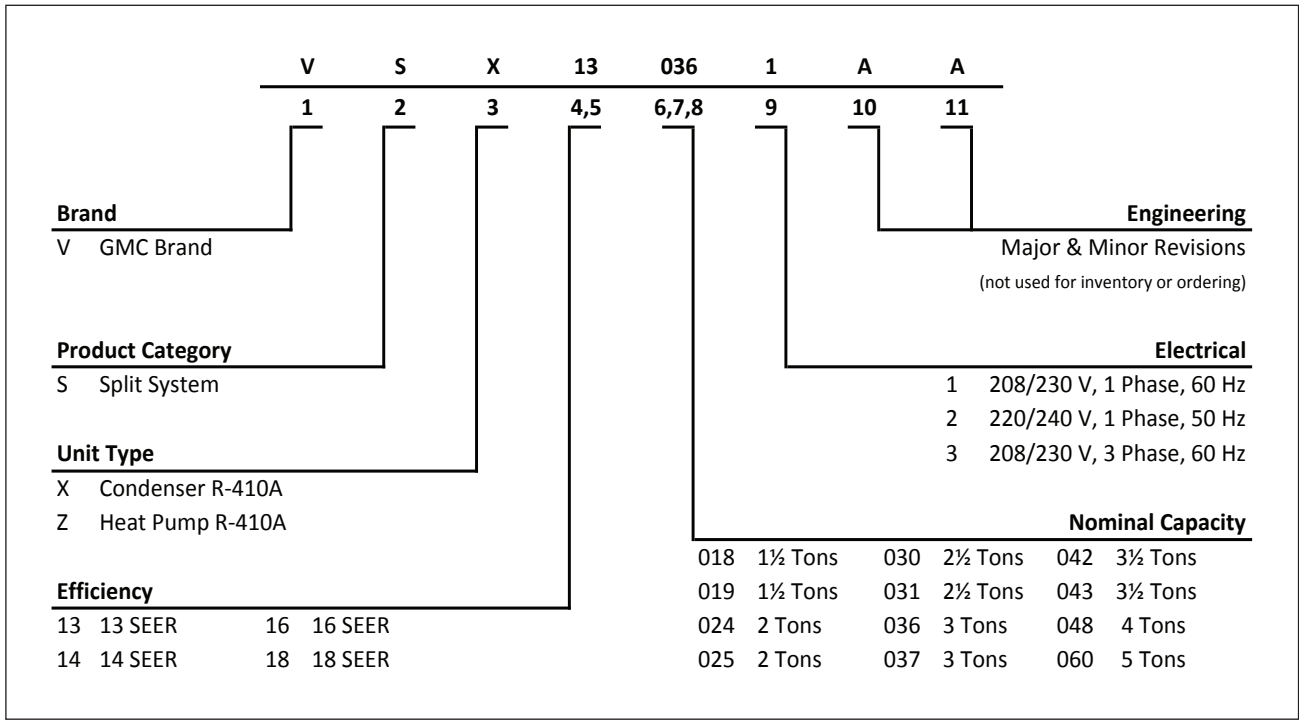 V S X 13 036 1 A A
1 2 3 4,5 6,7,8 9 10 11
Brand
V GMC Brand
Product Category
S Split System
Unit Type
X Condenser R-410A
Z Heat Pump R-410A
Efficiency
13 13 SEER 16 16 SEER
14 14 SEER 18 18 SEER
Engineering
Major & Minor Revisions
(not used for inventory or ordering)
Electrical
1 208/230 V, 1 Phase, 60 Hz
2 220/240 V, 1 Phase, 50 Hz
3 208/230 V, 3 Phase, 60 Hz
Nominal Capacity
018 1½ Tons 030 2½ Tons 042 3½ Tons
019 1½ Tons 031 2½ Tons 043 3½ Tons
024 2 Tons 036 3 Tons 048 4 Tons
025 2 Tons 037 3 Tons 060 5 Tons